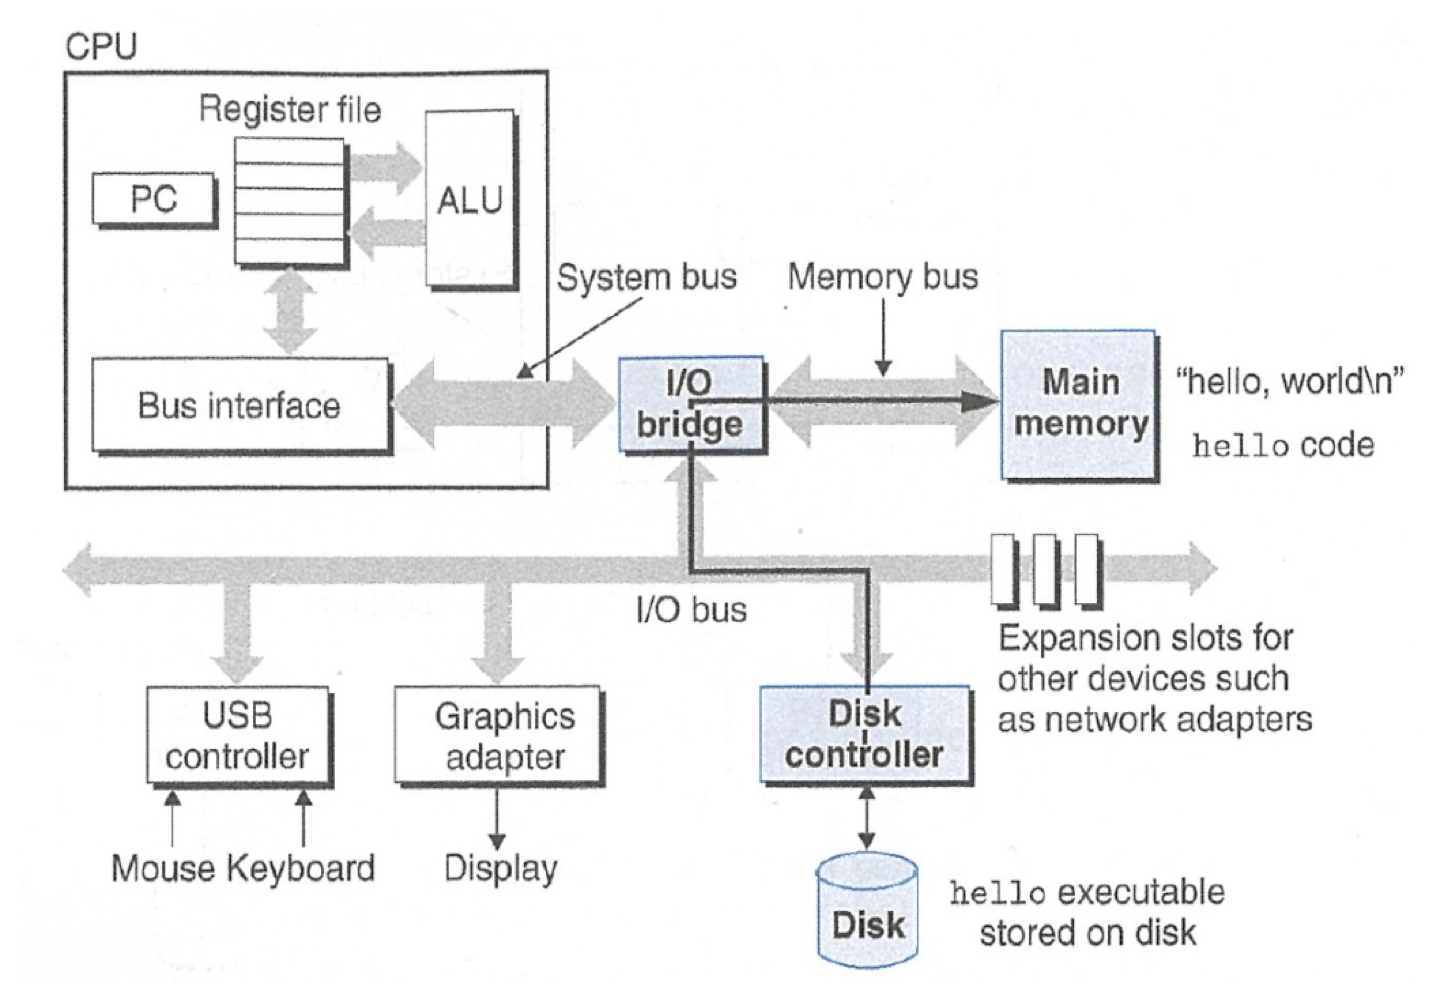 CPU
Register file
PC
ALU
System bus
Memory bus
Bus interface
I/O
bridge
Main
memory
“hello, world\n”
hello code
I/O bus
Expansion slots for
other devices such
as network adapters
USB
controller
Graphics
adapter
Disk
controller
Mouse Keyboard
Display
Disk
hello executable
stored on disk